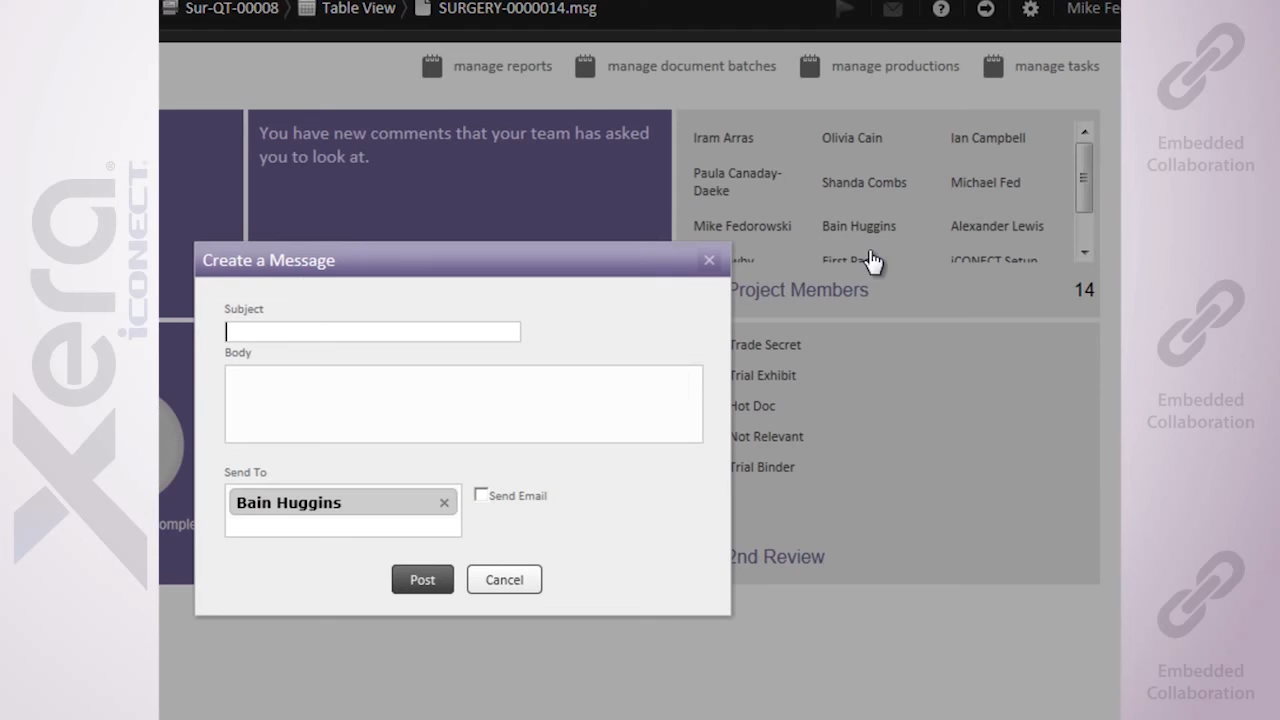 Sur-QT-00008
Table View
SURGERY-0000014.msg
Mike Fe
manage reports
manage document batches
manage productions
manage tasks
You have new comments that your team has asked
you to look at.
Iram Arras
Olivia Cain
Ian Campbell
Paula Canaday-
Daeke
Shanda Combs
Michael Fed
Mike Fedorowski
Bain Huggins
Alexander Lewis
iCONECT Setup
Project Members
14
Create a Message
Subject
Body
Send To
Bain Huggins
Send Email
Post
Cancel
Trade Secret
Trial Exhibit
Hot Doc
Not Relevant
Trial Binder
2nd Review
Xera®
iCONECT
Embedded
Collaboration
Embedded
Collaboration
Embedded
Collaboration